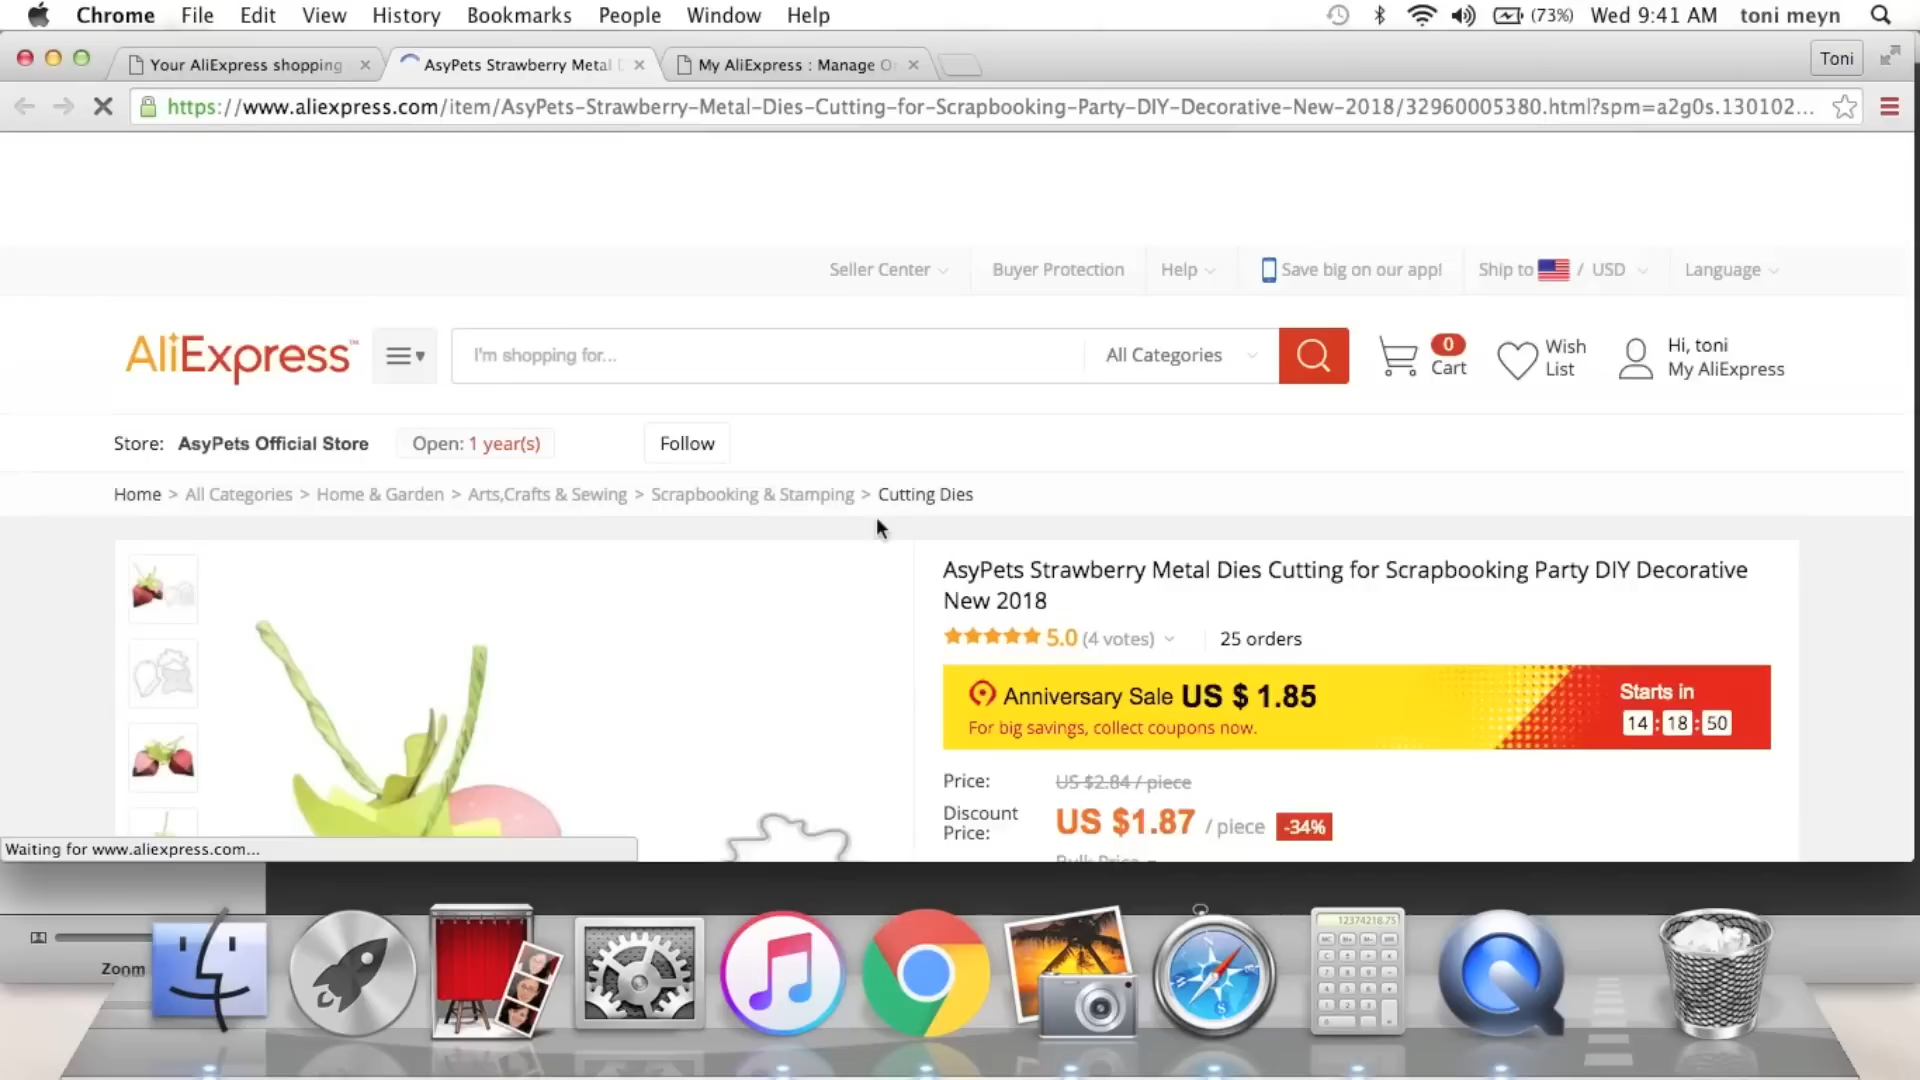 Chrome File Edit View History Bookmarks People Window Help (73%) Wed 9:41 AM toni meyn
Your AliExpress shopping AsyPets Strawberry Metal My AliExpress : Manage O Toni
https://www.aliexpress.com/item/AsyPets-Strawberry-Metal-Dies-Cutting-for-Scrapbooking-Party-DIY-Decorative-New-2018/32960005380.html?spm=a2g0s.130102...
Seller Center Buyer Protection Help Save big on our app! Ship to / USD Language
AliExpress™ I'm shopping for... All Categories 0 Cart Wish List Hi, toni My AliExpress
Store: AsyPets Official Store Open: 1 year(s) Follow
Home > All Categories > Home & Garden > Arts,Crafts & Sewing > Scrapbooking & Stamping > Cutting Dies
AsyPets Strawberry Metal Dies Cutting for Scrapbooking Party DIY Decorative
New 2018
5.0 (4 votes) 25 orders
Anniversary Sale US $ 1.85 Starts in
For big savings, collect coupons now. 14 : 18 : 50
Price: US $2.84 / piece
Discount Price: US $1.87 / piece -34%
Waiting for www.aliexpress.com...
12374218.75
Zoom